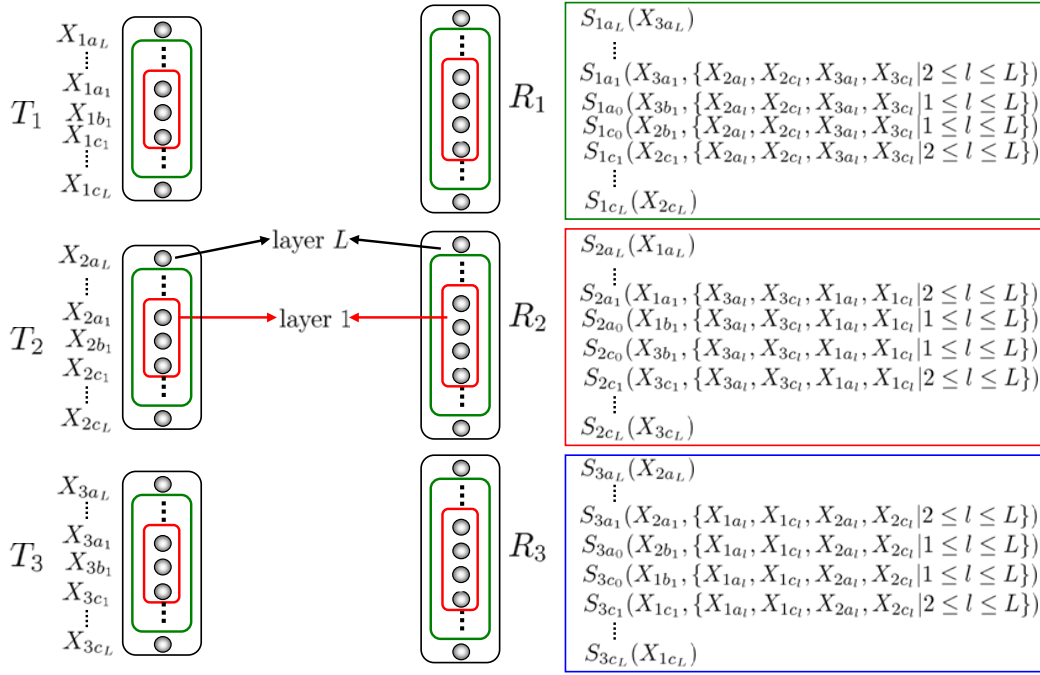 X_{1a_L}
X_{1a_1}
X_{1b_1}
X_{1c_1}
X_{1c_L}
T_1
R_1
S_{1a_L}(X_{3a_L})
S_{1a_1}(X_{3a_1}, {X_{2a_l}, X_{2c_l}, X_{3a_l}, X_{3c_l}|2 ≤ l ≤ L})
S_{1a_0}(X_{3b_1}, {X_{2a_l}, X_{2c_l}, X_{3a_l}, X_{3c_l}|1 ≤ l ≤ L})
S_{1c_0}(X_{2b_1}, {X_{2a_l}, X_{2c_l}, X_{3a_l}, X_{3c_l}|1 ≤ l ≤ L})
S_{1c_1}(X_{2c_1}, {X_{2a_l}, X_{2c_l}, X_{3a_l}, X_{3c_l}|2 ≤ l ≤ L})
S_{1c_L}(X_{2c_L})
X_{2a_L}
X_{2a_1}
X_{2b_1}
X_{2c_1}
X_{2c_L}
T_2
layer L
layer 1
R_2
S_{2a_L}(X_{1a_L})
S_{2a_1}(X_{1a_1}, {X_{3a_l}, X_{3c_l}, X_{1a_l}, X_{1c_l}|2 ≤ l ≤ L})
S_{2a_0}(X_{1b_1}, {X_{3a_l}, X_{3c_l}, X_{1a_l}, X_{1c_l}|1 ≤ l ≤ L})
S_{2c_0}(X_{3b_1}, {X_{3a_l}, X_{3c_l}, X_{1a_l}, X_{1c_l}|1 ≤ l ≤ L})
S_{2c_1}(X_{3c_1}, {X_{3a_l}, X_{3c_l}, X_{1a_l}, X_{1c_l}|2 ≤ l ≤ L})
S_{2c_L}(X_{3c_L})
X_{3a_L}
X_{3a_1}
X_{3b_1}
X_{3c_1}
X_{3c_L}
T_3
R_3
S_{3a_L}(X_{2a_L})
S_{3a_1}(X_{2a_1}, {X_{1a_l}, X_{1c_l}, X_{2a_l}, X_{2c_l}|2 ≤ l ≤ L})
S_{3a_0}(X_{2b_1}, {X_{1a_l}, X_{1c_l}, X_{2a_l}, X_{2c_l}|1 ≤ l ≤ L})
S_{3c_0}(X_{1b_1}, {X_{1a_l}, X_{1c_l}, X_{2a_l}, X_{2c_l}|1 ≤ l ≤ L})
S_{3c_1}(X_{1c_1}, {X_{1a_l}, X_{1c_l}, X_{2a_l}, X_{2c_l}|2 ≤ l ≤ L})
S_{3c_L}(X_{1c_L})